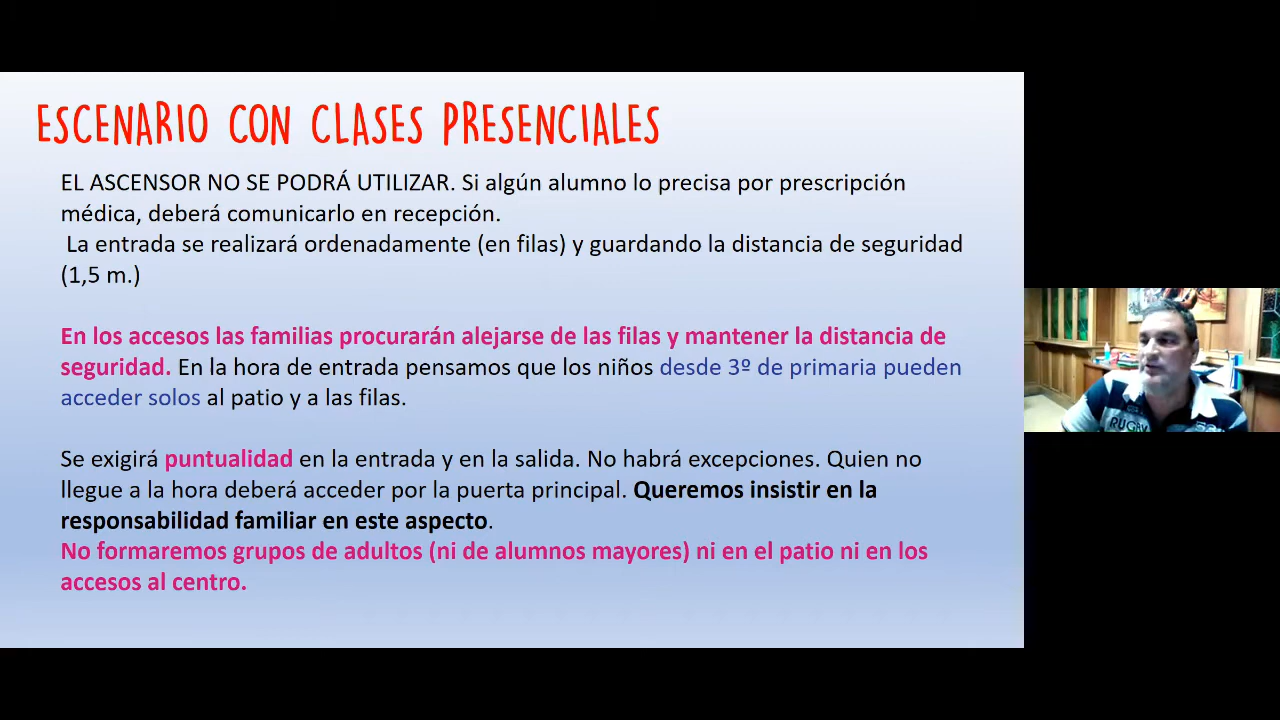 ESCENARIO CON CLASES PRESENCIALES
EL ASCENSOR NO SE PODRÁ UTILIZAR. Si algún alumno lo precisa por prescripción
médica, deberá comunicarlo en recepción.
La entrada se realizará ordenadamente (en filas) y guardando la distancia de seguridad
(1,5 m.)
En los accesos las familias procurarán alejarse de las filas y mantener la distancia de
seguridad. En la hora de entrada pensamos que los niños desde 3º de primaria pueden
acceder solos al patio y a las filas.
Se exigirá puntualidad en la entrada y en la salida. No habrá excepciones. Quien no
llegue a la hora deberá acceder por la puerta principal. Queremos insistir en la
responsabilidad familiar en este aspecto.
No formaremos grupos de adultos (ni de alumnos mayores) ni en el patio ni en los
accesos al centro.
RUGBY